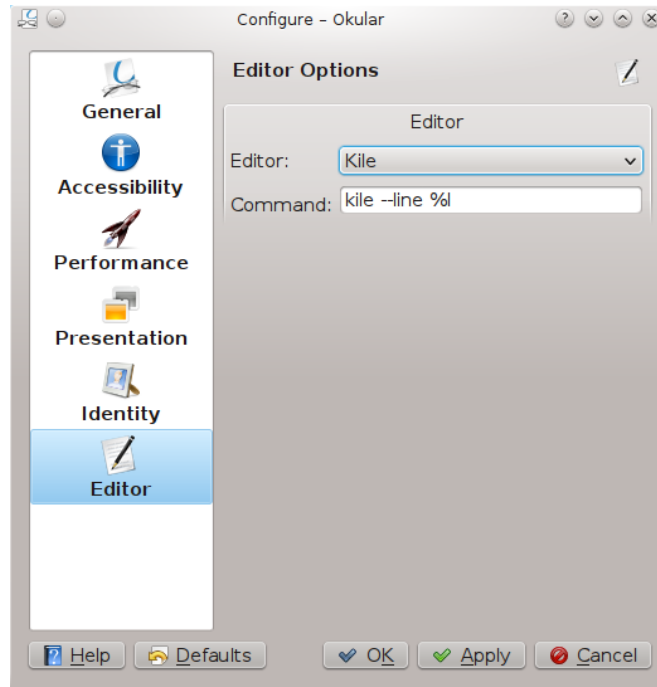 Configure – Okular
General
Accessibility
Performance
Presentation
Identity
Editor
Editor Options
Editor
Editor: Kile
Command: kile --line %l
Help Defaults OK Apply Cancel